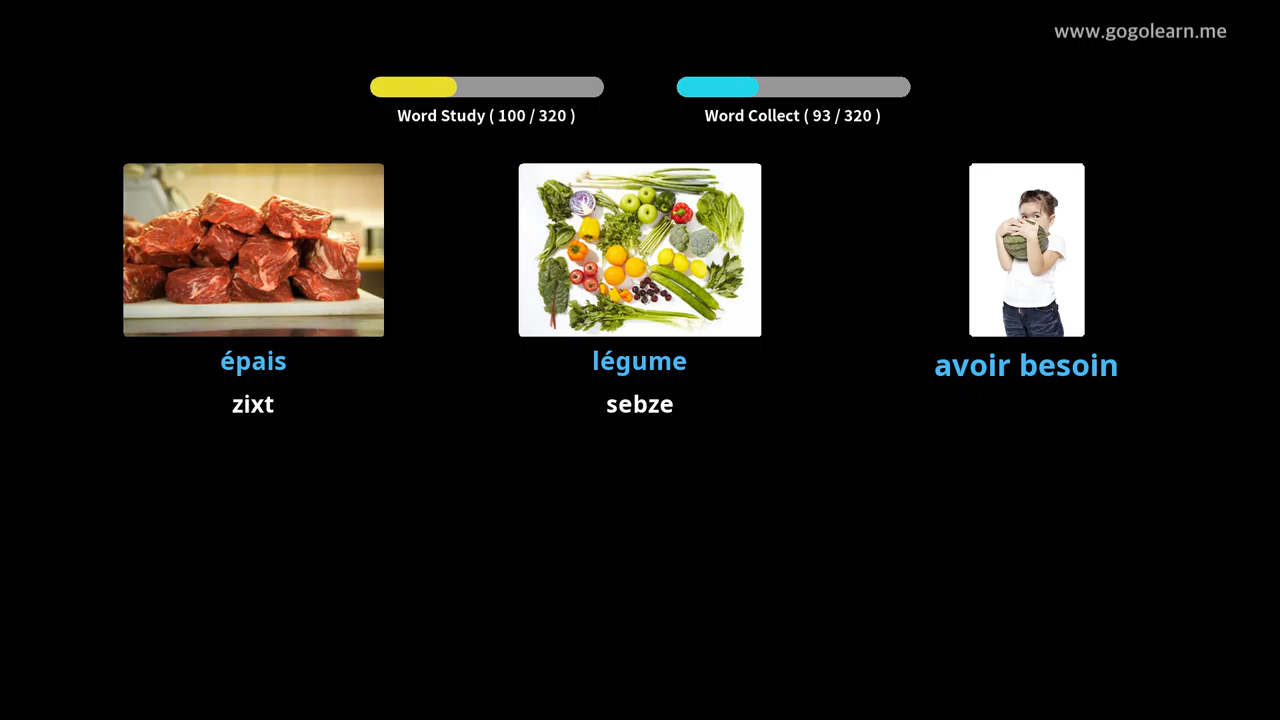 www.gogolearn.me
Word Study ( 100 / 320 )
Word Collect ( 93 / 320 )
épais
légume
avoir besoin
zixt
sebze